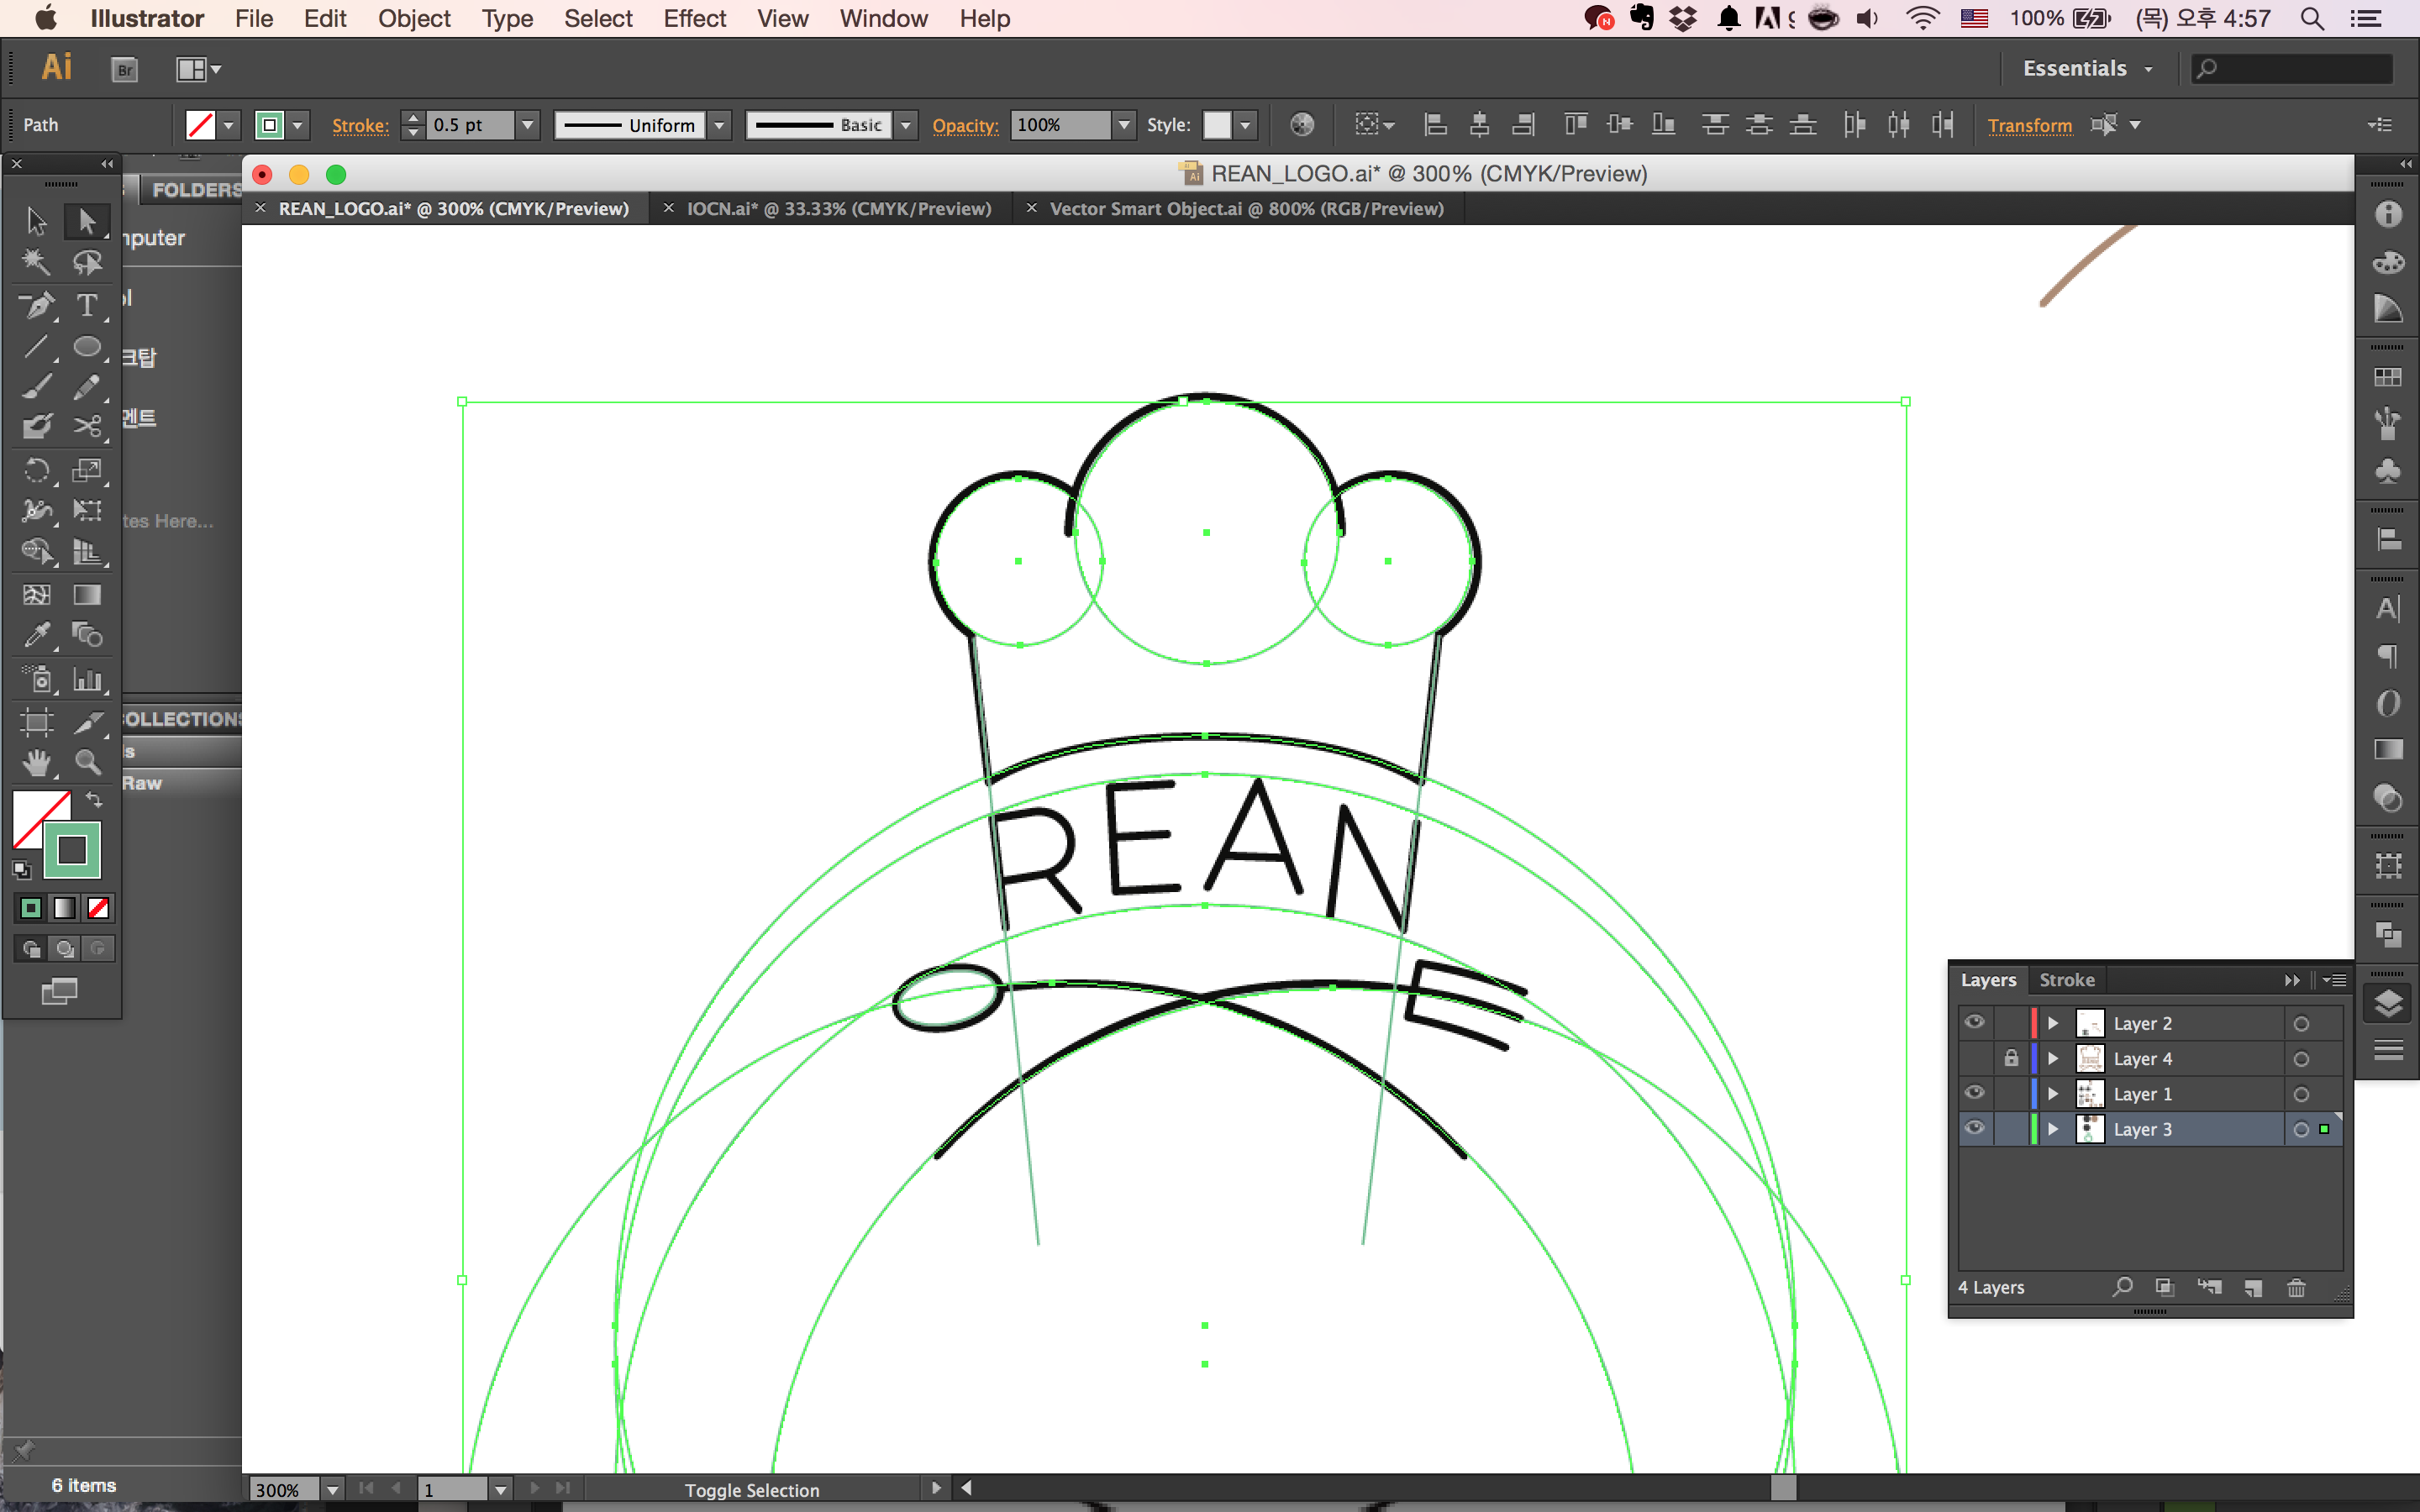 Illustrator File Edit Object Type Select Effect View Window Help
100% (목) 오후 4:57
Ai Br Essentials
Path Stroke: 0.5 pt Uniform Basic Opacity: 100% Style: Transform
REAN_LOGO.ai* @ 300% (CMYK/Preview)
REAN_LOGO.ai* @ 300% (CMYK/Preview) IOCN.ai* @ 33.33% (CMYK/Preview) Vector Smart Object.ai @ 800% (RGB/Preview)
FOLDERS
mputer
크탑
멘트
tes Here...
COLLECTIONS
Raw
REAN
Layers Stroke
Layer 2
Layer 4
Layer 1
Layer 3
4 Layers
6 items
300% 1 Toggle Selection